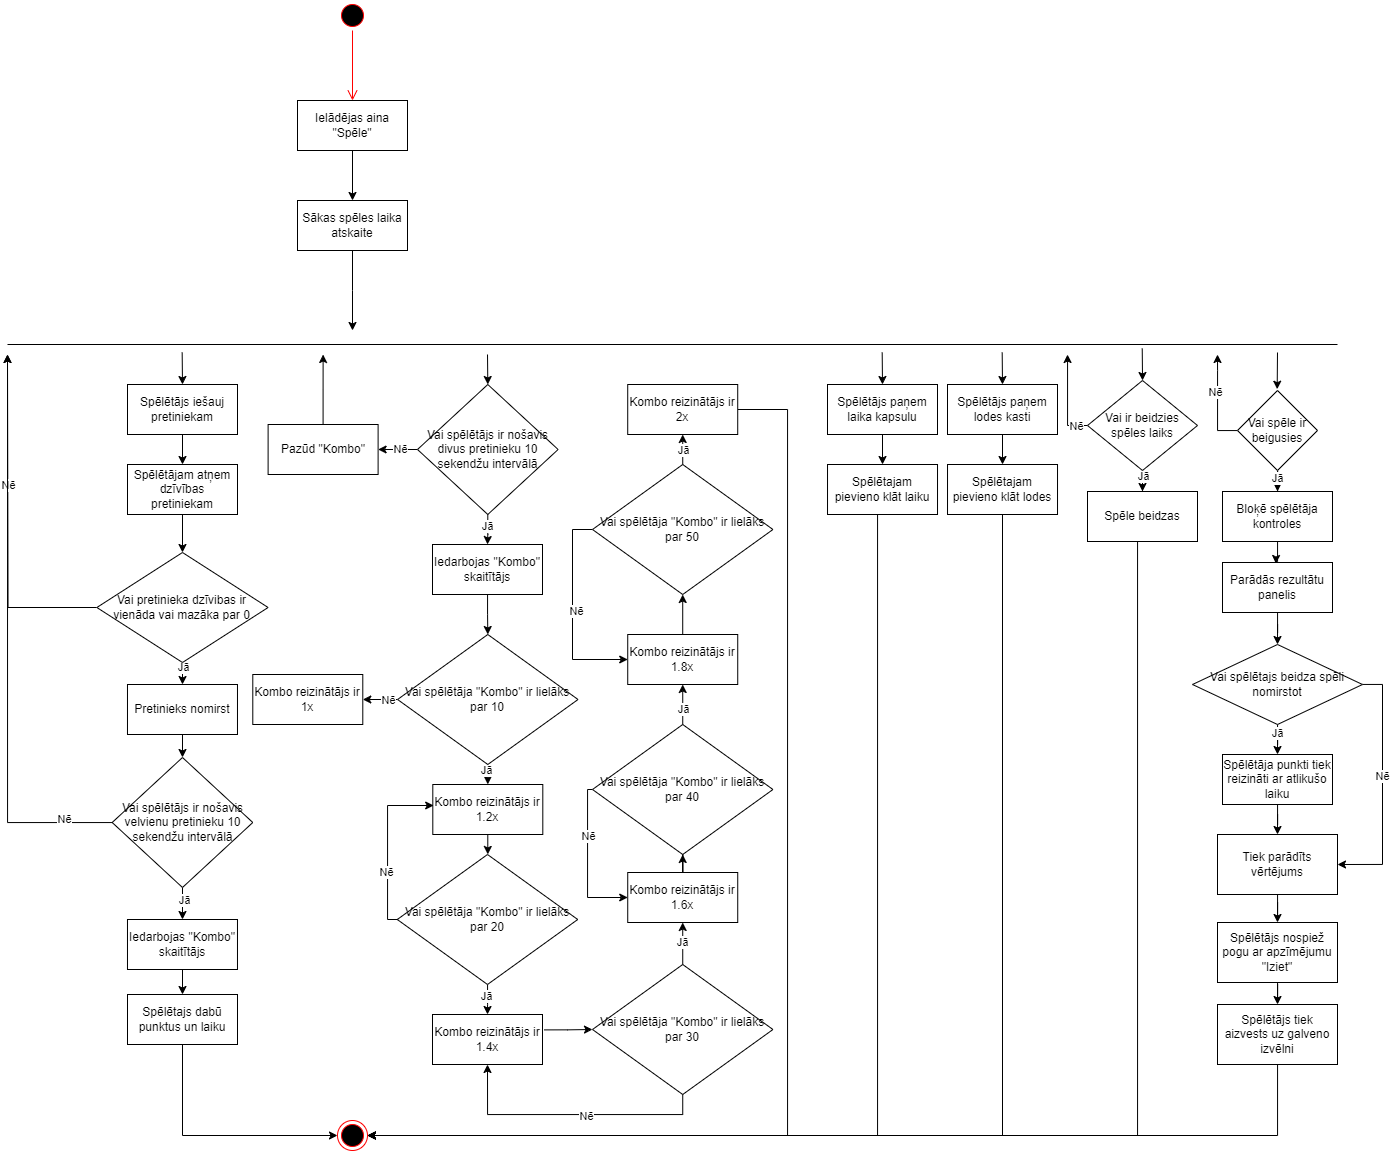 Ielādējas aina
"Spēle"
Sākas spēles laika
atskaite
Spēlētājs iešauj
pretiniekam
Spēlētājam atņem
dzīvības
pretiniekam
Vai pretinieka dzīvibas ir
vienāda vai mazāka par 0
Nē
Jā
Pretinieks nomirst
Vai spēlētājs ir nošavis
velvienu pretinieku 10
sekendžu intervālā
Nē
Jā
Iedarbojas "Kombo"
skaitītājs
Spēlētajs dabū
punktus un laiku
Pazūd "Kombo"
Nē
Vai spēlētājs ir nošavis
divus pretinieku 10
sekendžu intervālā
Jā
Iedarbojas "Kombo"
skaitītājs
Vai spēlētāja "Kombo" ir lielāks
par 10
Nē
Kombo reizinātājs ir
1x
Jā
Kombo reizinātājs ir
1.2x
Nē
Vai spēlētāja "Kombo" ir lielāks
par 20
Jā
Kombo reizinātājs ir
1.4x
Nē
Vai spēlētāja "Kombo" ir lielāks
par 30
Jā
Kombo reizinātājs ir
1.6x
Nē
Vai spēlētāja "Kombo" ir lielāks
par 40
Jā
Kombo reizinātājs ir
1.8x
Nē
Vai spēlētāja "Kombo" ir lielāks
par 50
Jā
Kombo reizinātājs ir
2x
Spēlētājs paņem
laika kapsulu
Spēlētajam
pievieno klāt laiku
Spēlētājs paņem
lodes kasti
Spēlētajam
pievieno klāt lodes
Nē
Vai ir beidzies
spēles laiks
Jā
Spēle beidzas
Nē
Vai spēle ir
beigusies
Jā
Bloķē spēlētāja
kontroles
Parādās rezultātu
panelis
Vai spēlētajs beidza spēli
nomirstot
Jā
Nē
Spēlētāja punkti tiek
reizināti ar atlikušo
laiku
Tiek parādīts
vērtējums
Spēlētājs nospiež
pogu ar apzīmējumu
"Iziet"
Spēlētājs tiek
aizvests uz galveno
izvēlni